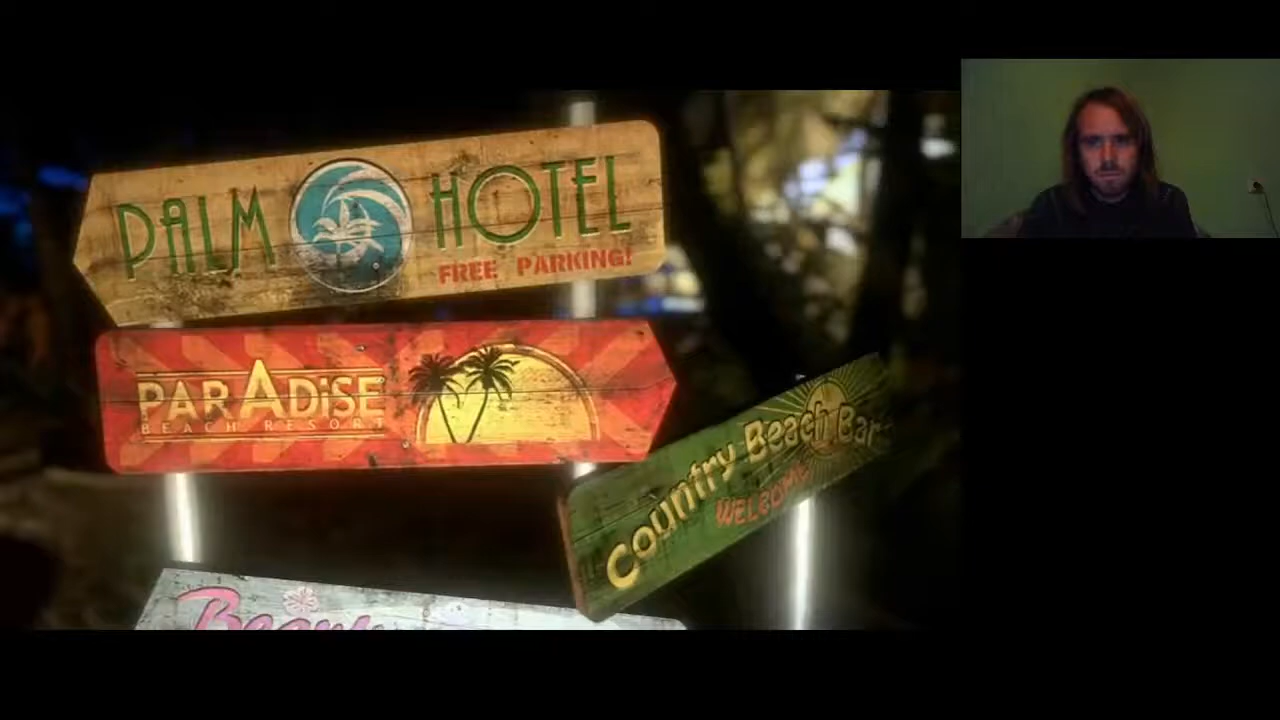 PALM HOTEL
FREE PARKING!
PARADiSE
BEACH RESORT
Country Beach Bar
WELCOME